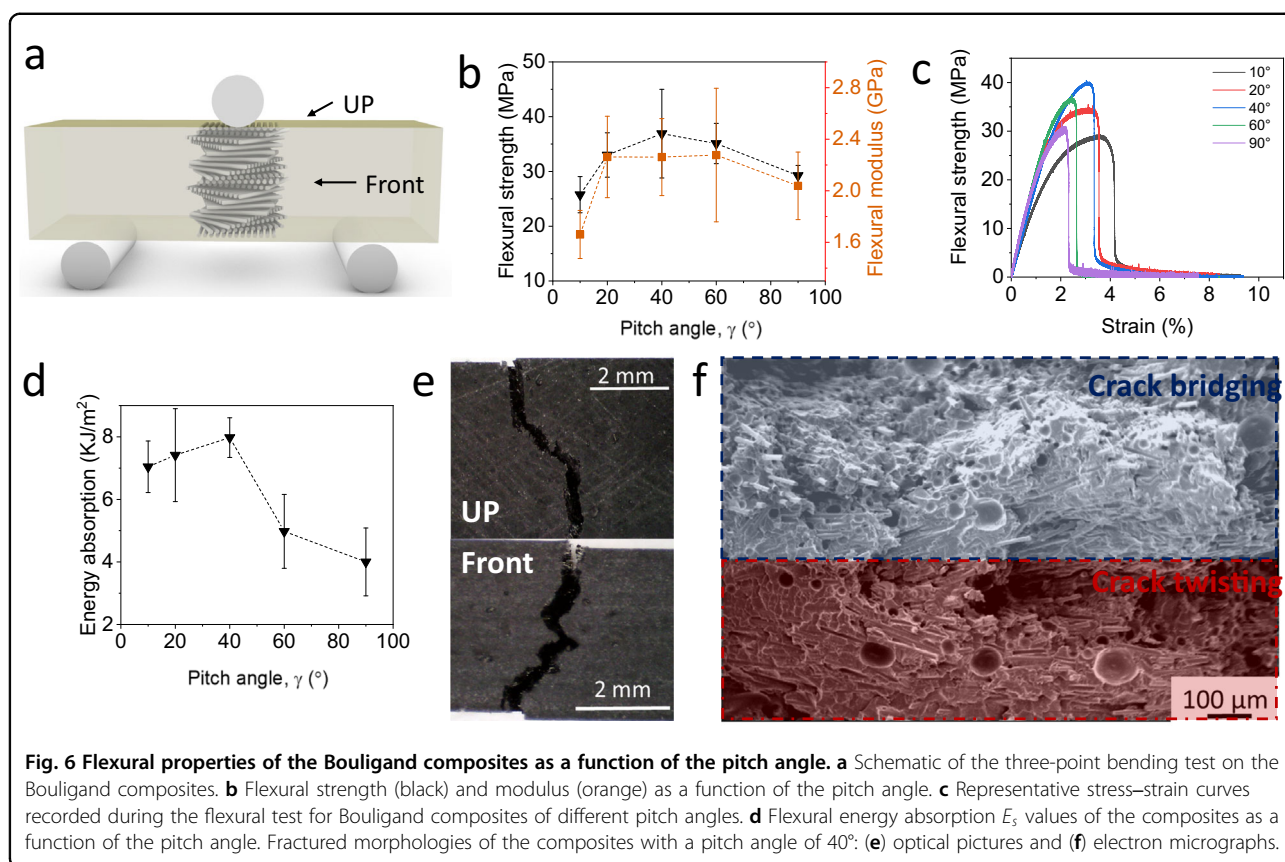 a
UP
Front
b
Flexural strength (MPa)
50
40
30
20
10
0 20 40 60 80 100
Pitch angle, γ (°)
2.8
2.4
2.0
1.6
Flexural modulus (GPa)
c
Flexural strength (MPa)
40
30
20
10
0
0 2 4 6 8 10
Strain (%)
10°
20°
40°
60°
90°
d
Energy absorption (KJ/m²)
8
6
4
2
0 20 40 60 80 100
Pitch angle, γ (°)
e
2 mm
UP
Front
2 mm
f
Crack bridging
Crack twisting
100 µm
Fig. 6 Flexural properties of the Bouligand composites as a function of the pitch angle. a Schematic of the three-point bending test on the
Bouligand composites. b Flexural strength (black) and modulus (orange) as a function of the pitch angle. c Representative stress–strain curves
recorded during the flexural test for Bouligand composites of different pitch angles. d Flexural energy absorption Eₛ values of the composites as a
function of the pitch angle. Fractured morphologies of the composites with a pitch angle of 40°: (e) optical pictures and (f) electron micrographs.